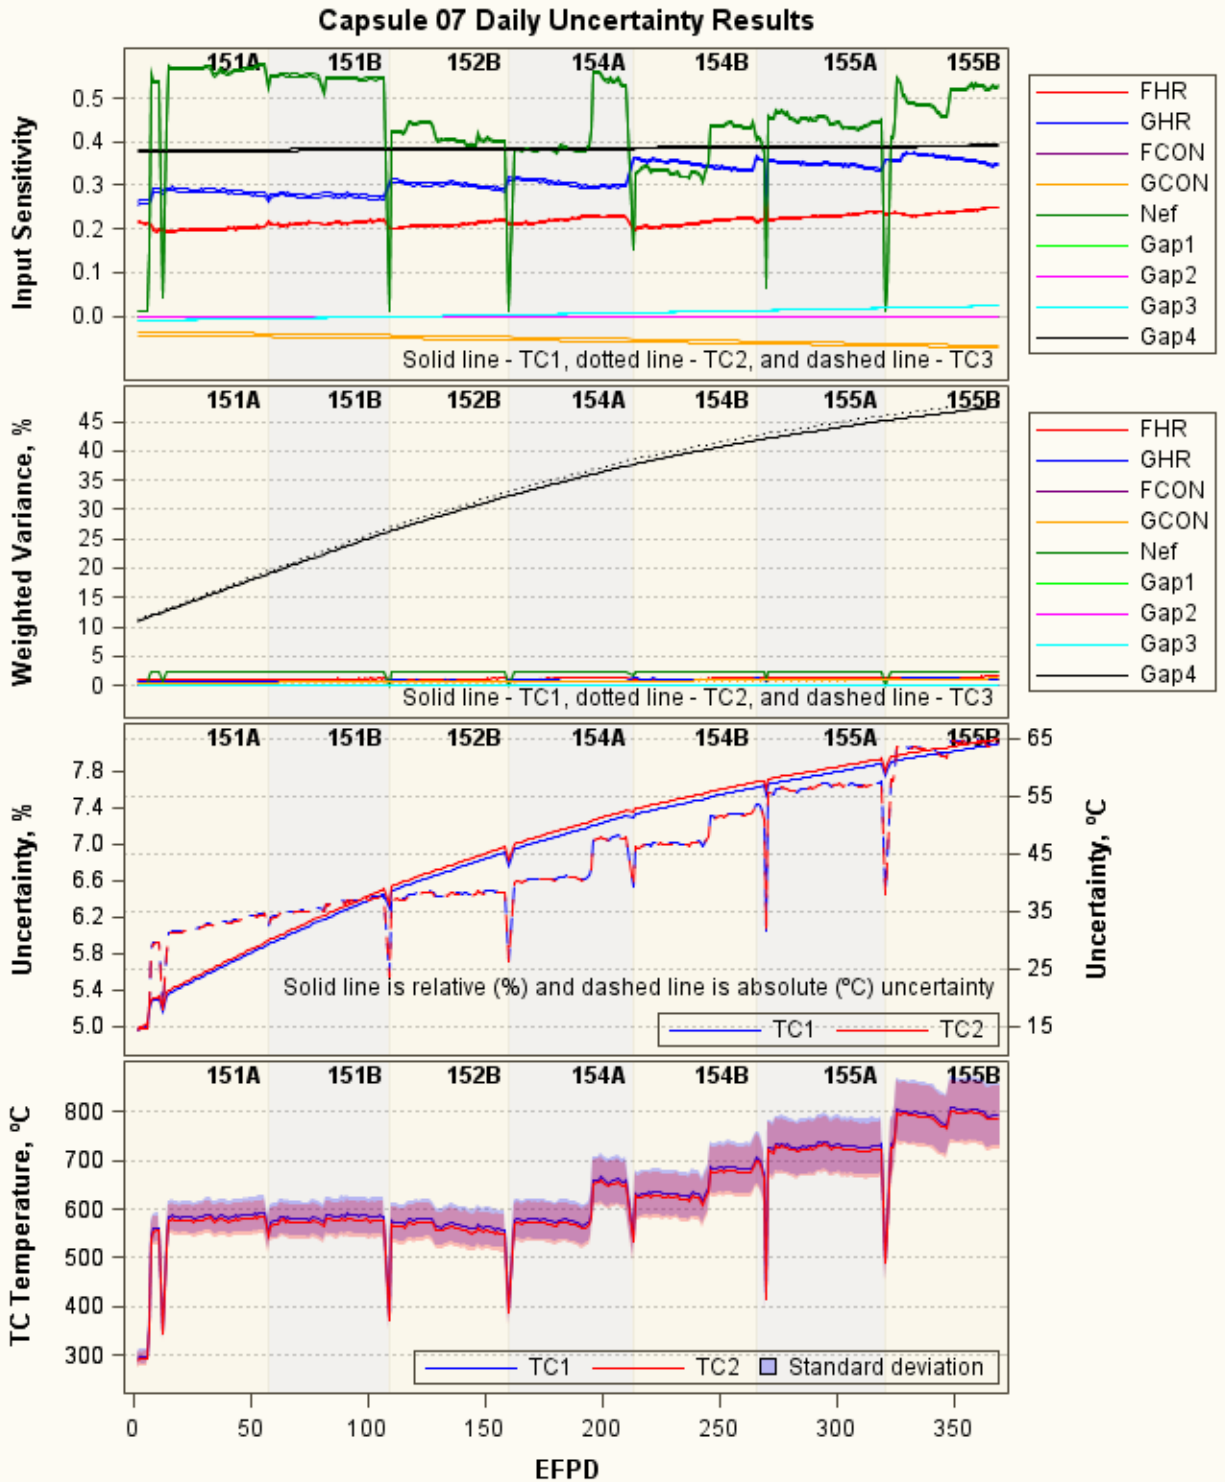 Capsule 07 Daily Uncertainty Results
151A 151B 152B 154A 154B 155A 155B
Input Sensitivity
0.5
0.4
0.3
0.2
0.1
0.0
Solid line - TC1, dotted line - TC2, and dashed line - TC3
FHR
GHR
FCON
GCON
Nef
Gap1
Gap2
Gap3
Gap4
151A 151B 152B 154A 154B 155A 155B
Weighted Variance, %
45
40
35
30
25
20
15
10
5
0
Solid line - TC1, dotted line - TC2, and dashed line - TC3
FHR
GHR
FCON
GCON
Nef
Gap1
Gap2
Gap3
Gap4
151A 151B 152B 154A 154B 155A 155B
Uncertainty, %
7.8
7.4
7.0
6.6
6.2
5.8
5.4
5.0
65
55
45
35
25
15
Uncertainty, ºC
Solid line is relative (%) and dashed line is absolute (ºC) uncertainty
TC1 TC2
151A 151B 152B 154A 154B 155A 155B
TC Temperature, ºC
800
700
600
500
400
300
TC1 TC2 Standard deviation
0 50 100 150 200 250 300 350
EFPD